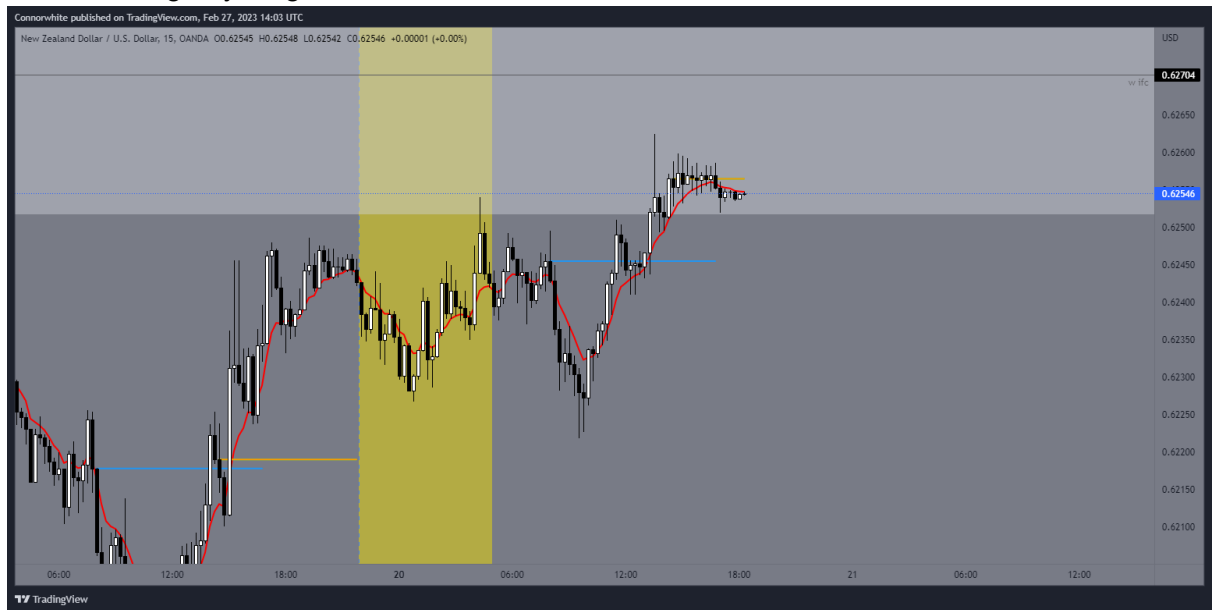 Connorwhite published on TradingView.com, Feb 27, 2023 14:03 UTC
New Zealand Dollar / U.S. Dollar, 15, OANDA O0.62545 H0.62548 L0.62542 C0.62546 +0.00001 (+0.00%)
USD
0.62704
w ifc
0.62650
0.62600
0.62546
0.62500
0.62450
0.62400
0.62350
0.62300
0.62250
0.62200
0.62150
0.62100
06:00 12:00 18:00 20 06:00 12:00 18:00 21 06:00 12:00
TradingView